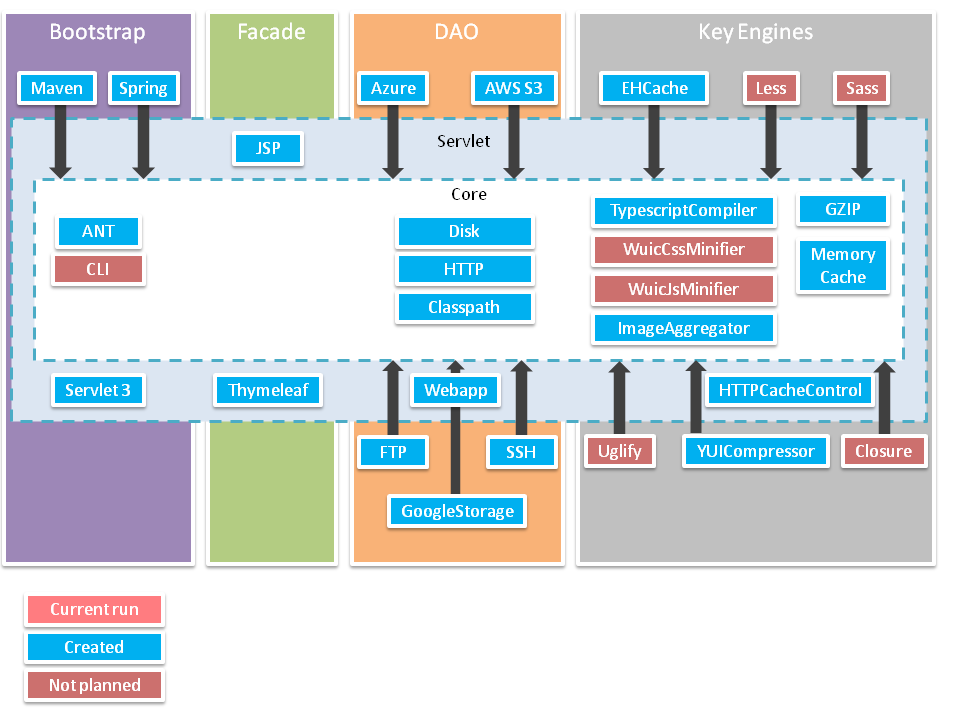 Bootstrap
Facade
DAO
Key Engines
Maven
Spring
Azure
AWS S3
EHCache
Less
Sass
JSP
Servlet
Core
ANT
CLI
Disk
HTTP
Classpath
TypescriptCompiler
WuicCssMinifier
WuicJsMinifier
ImageAggregator
GZIP
Memory
Cache
Servlet 3
Thymeleaf
Webapp
HTTPCacheControl
FTP
SSH
Uglify
YUICompressor
Closure
GoogleStorage
Current run
Created
Not planned